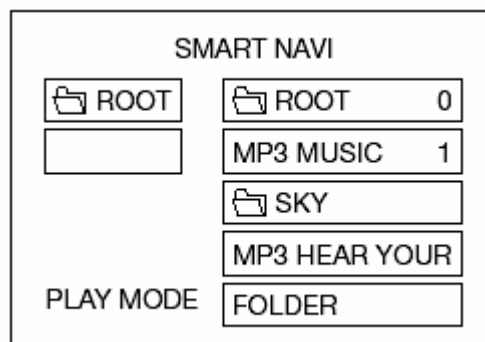 SMART NAVI
ROOT ROOT 0
MP3 MUSIC 1
SKY
MP3 HEAR YOUR
PLAY MODE FOLDER